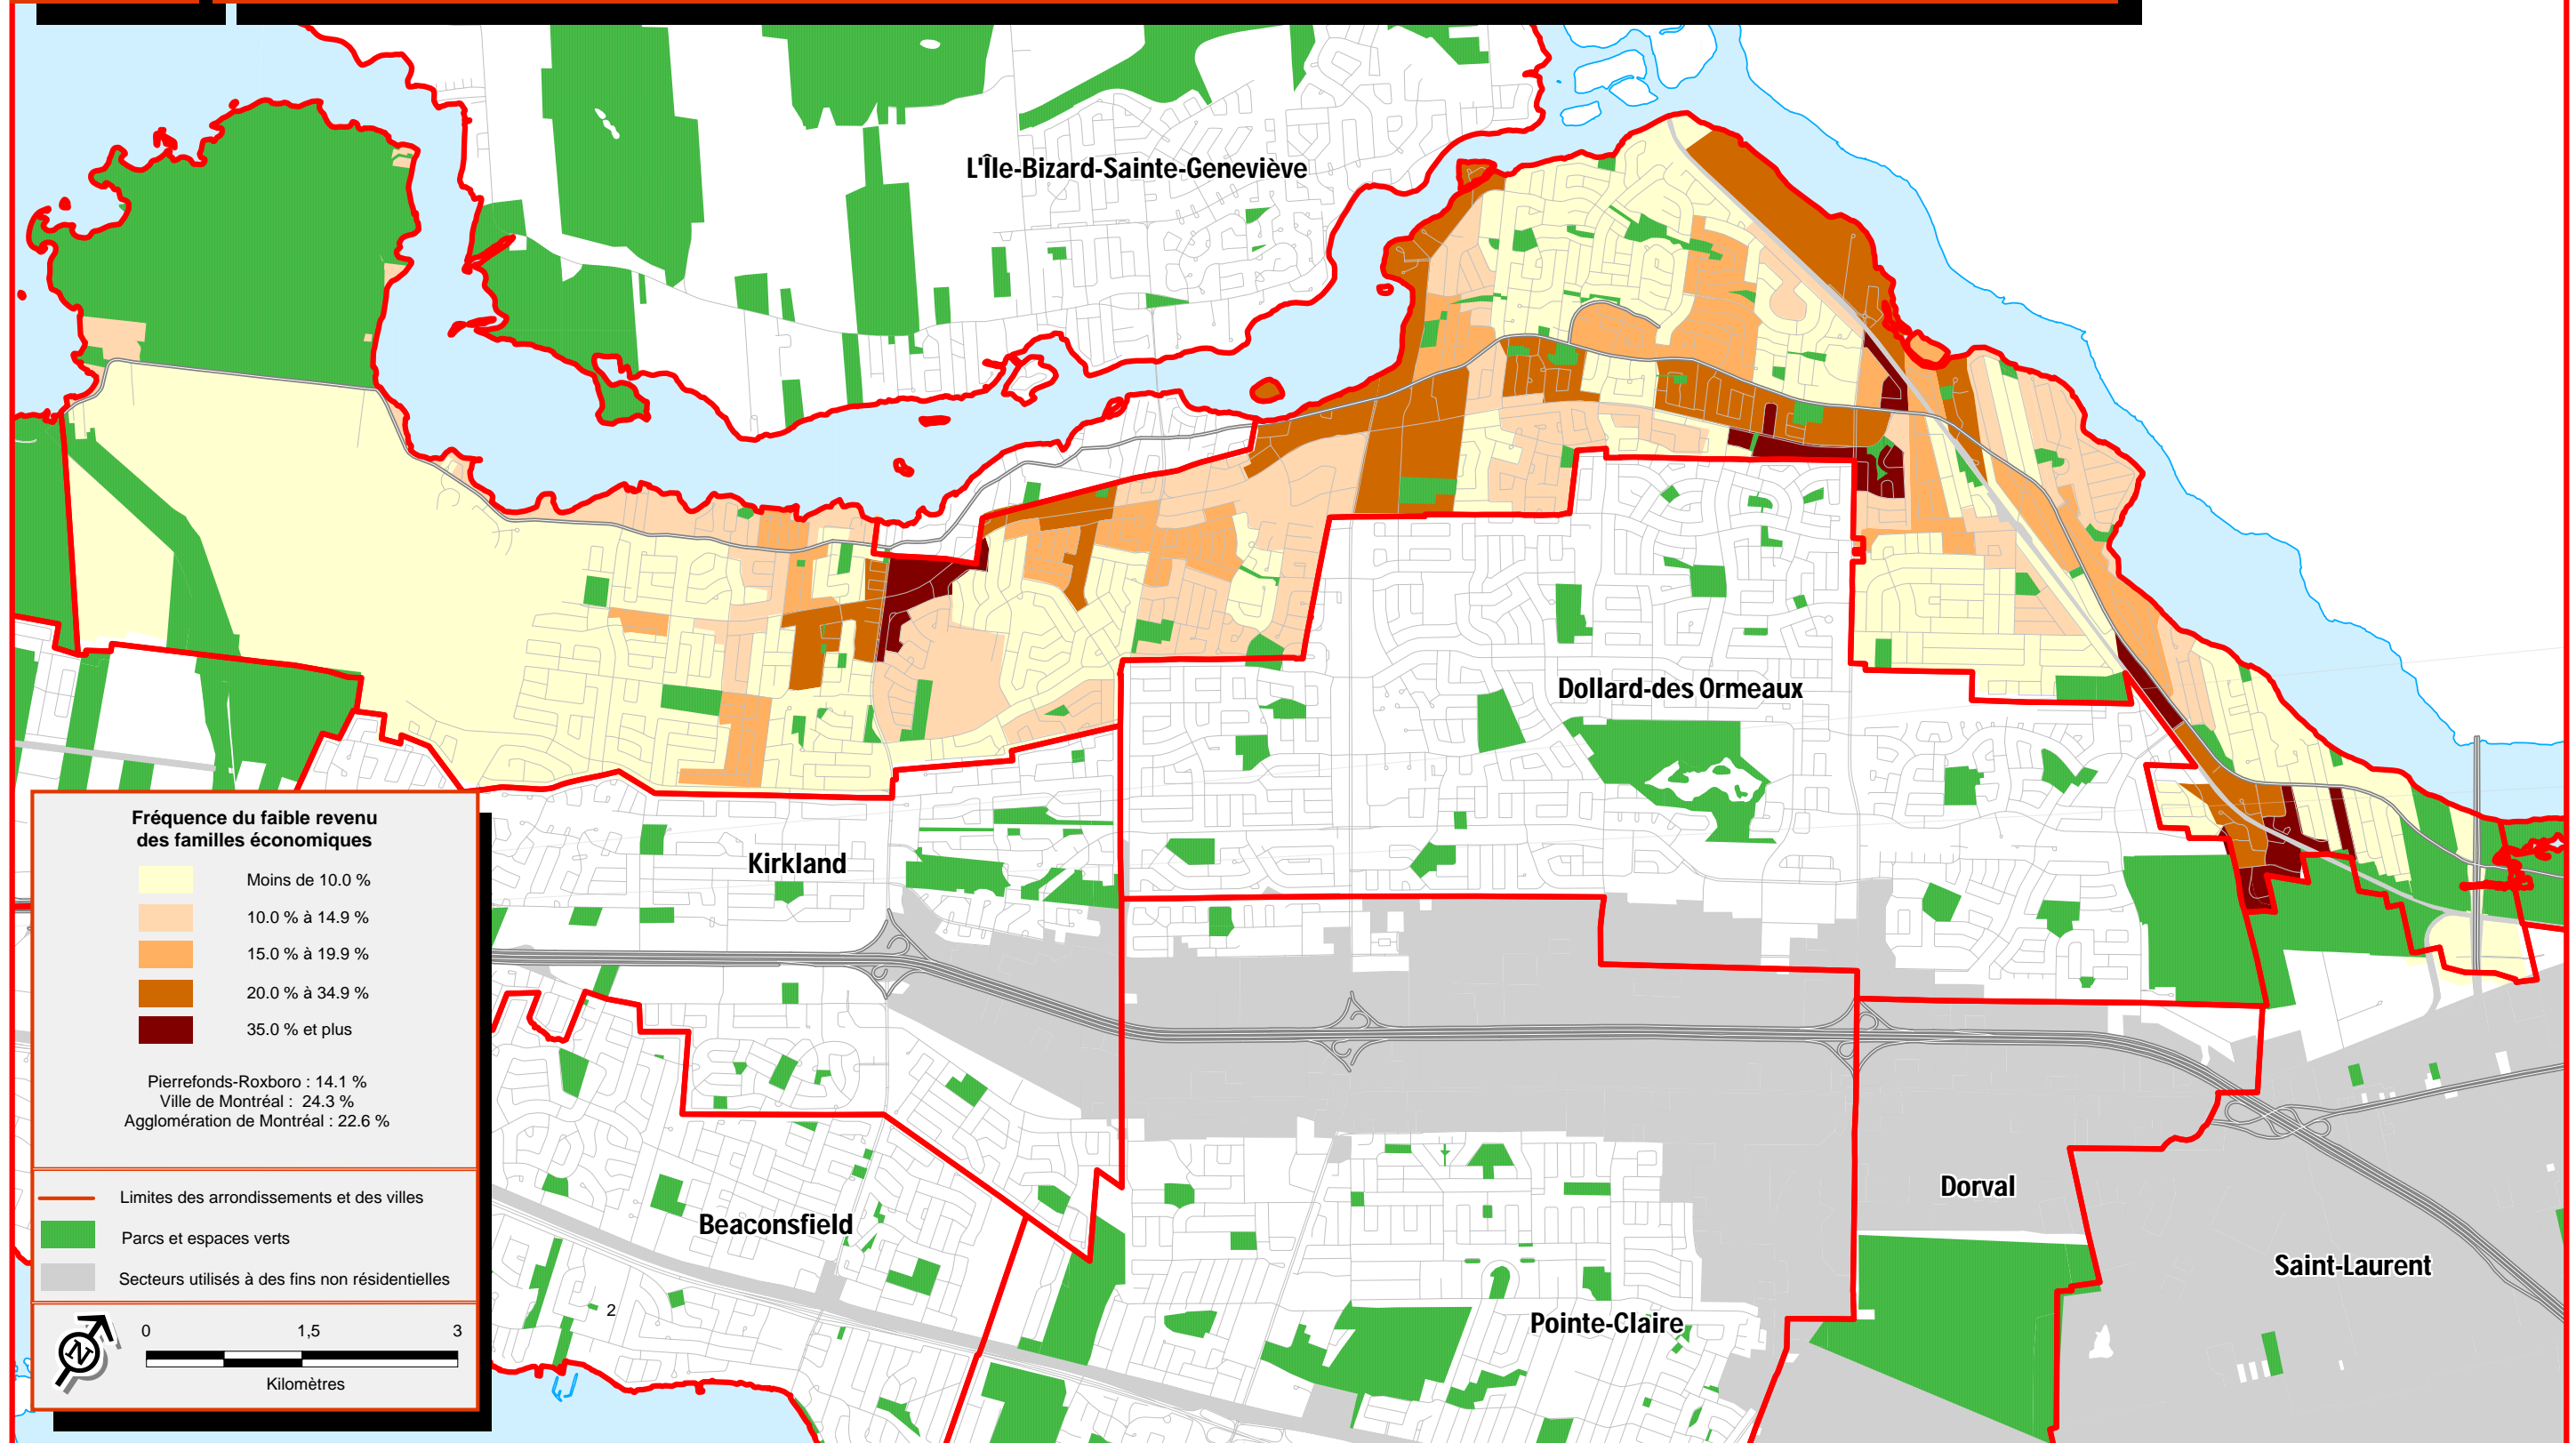 L'Île-Bizard-Sainte-Geneviève
Dollard-des Ormeaux
Kirkland
Beaconsfield
Pointe-Claire
Dorval
Saint-Laurent
2
Fréquence du faible revenu
des familles économiques
Moins de 10.0 %
10.0 % à 14.9 %
15.0 % à 19.9 %
20.0 % à 34.9 %
35.0 % et plus
Pierrefonds-Roxboro : 14.1 %
Ville de Montréal : 24.3 %
Agglomération de Montréal : 22.6 %
Limites des arrondissements et des villes
Parcs et espaces verts
Secteurs utilisés à des fins non résidentielles
N
0 1,5 3
Kilomètres